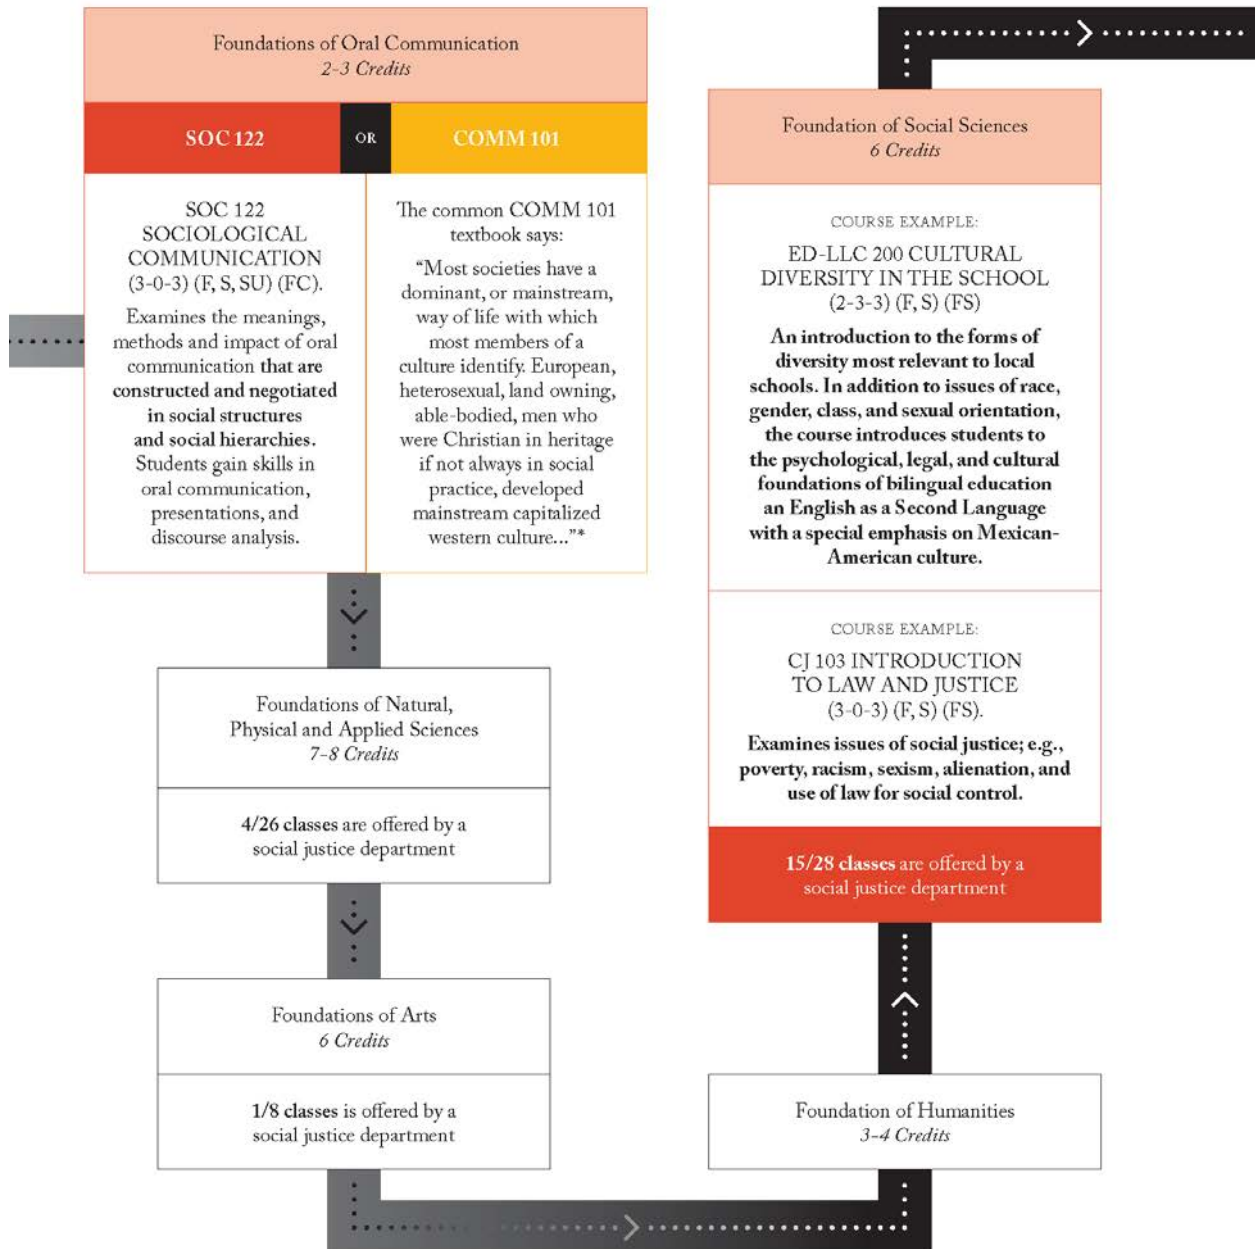 Foundations of Oral Communication
2-3 Credits
SOC 122
OR
COMM 101
SOC 122
SOCIOLOGICAL
COMMUNICATION
(3-0-3) (F, S, SU) (FC).
Examines the meanings,
methods and impact of oral
communication that are
constructed and negotiated
in social structures
and social hierarchies.
Students gain skills in
oral communication,
presentations, and
discourse analysis.
The common COMM 101
textbook says:
“Most societies have a
dominant, or mainstream,
way of life with which
most members of a
culture identify. European,
heterosexual, land owning,
able-bodied, men who
were Christian in heritage
if not always in social
practice, developed
mainstream capitalized
western culture...”*
Foundations of Natural,
Physical and Applied Sciences
7-8 Credits
4/26 classes are offered by a
social justice department
Foundations of Arts
6 Credits
1/8 classes is offered by a
social justice department
Foundation of Humanities
3-4 Credits
Foundation of Social Sciences
6 Credits
COURSE EXAMPLE:
ED-LLC 200 CULTURAL
DIVERSITY IN THE SCHOOL
(2-3-3) (F, S) (FS)
An introduction to the forms of
diversity most relevant to local
schools. In addition to issues of race,
gender, class, and sexual orientation,
the course introduces students to
the psychological, legal, and cultural
foundations of bilingual education
an English as a Second Language
with a special emphasis on Mexican-
American culture.
COURSE EXAMPLE:
CJ 103 INTRODUCTION
TO LAW AND JUSTICE
(3-0-3) (F, S) (FS).
Examines issues of social justice; e.g.,
poverty, racism, sexism, alienation, and
use of law for social control.
15/28 classes are offered by a
social justice department